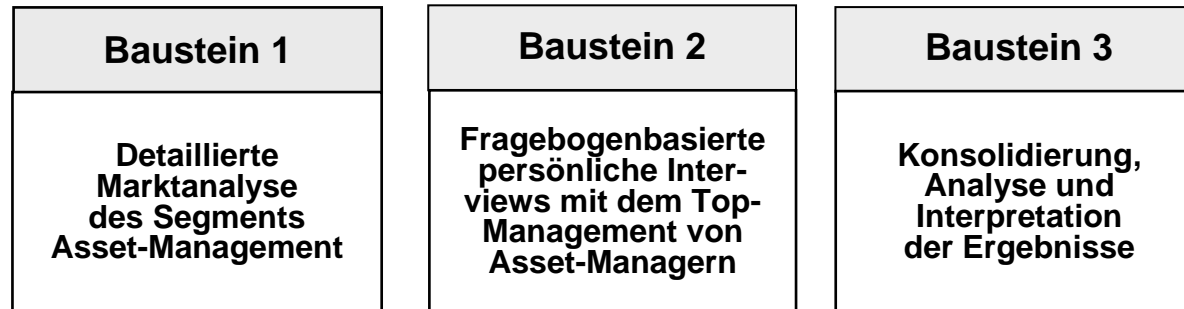 Baustein 1
Detaillierte
Marktanalyse
des Segments
Asset-Management
Baustein 2
Fragebogenbasierte
persönliche Inter-
views mit dem Top-
Management von
Asset-Managern
Baustein 3
Konsolidierung,
Analyse und
Interpretation
der Ergebnisse